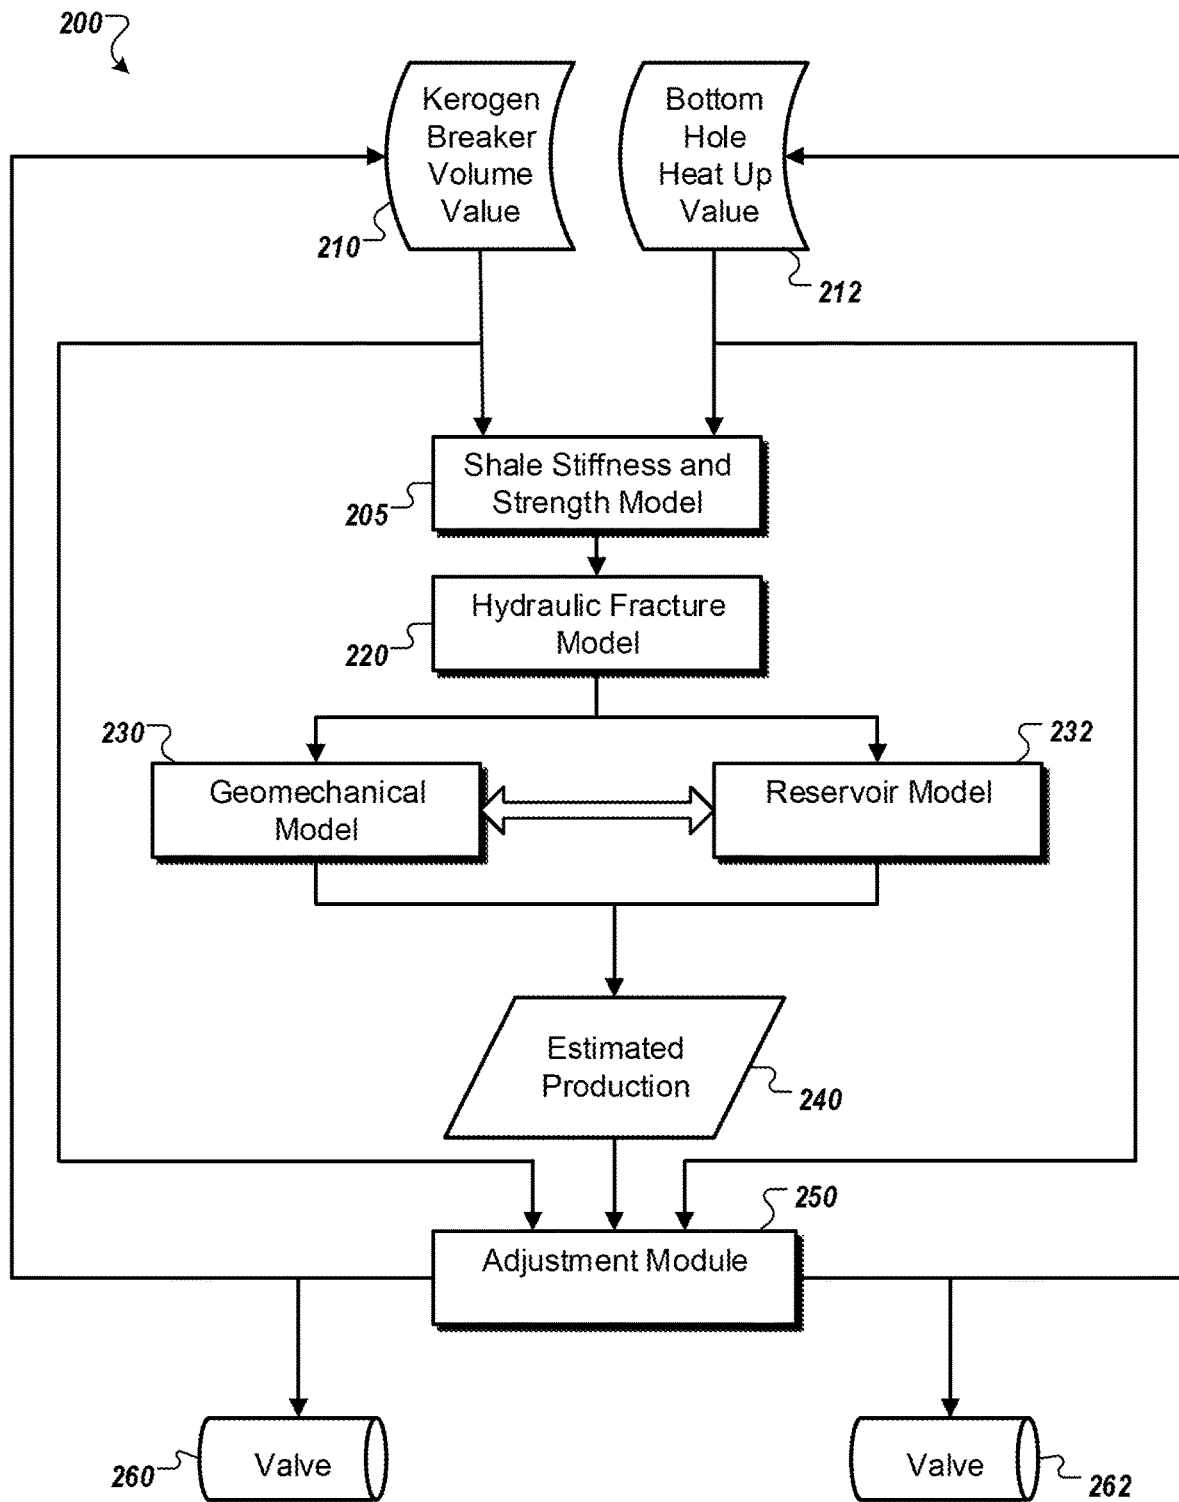 200
Kerogen
Breaker
Volume
Value
210
Bottom
Hole
Heat Up
Value
212
Shale Stiffness and
Strength Model
205
Hydraulic Fracture
Model
220
230
Geomechanical
Model
232
Reservoir Model
Estimated
Production
240
250
Adjustment Module
260
Valve
Valve
262